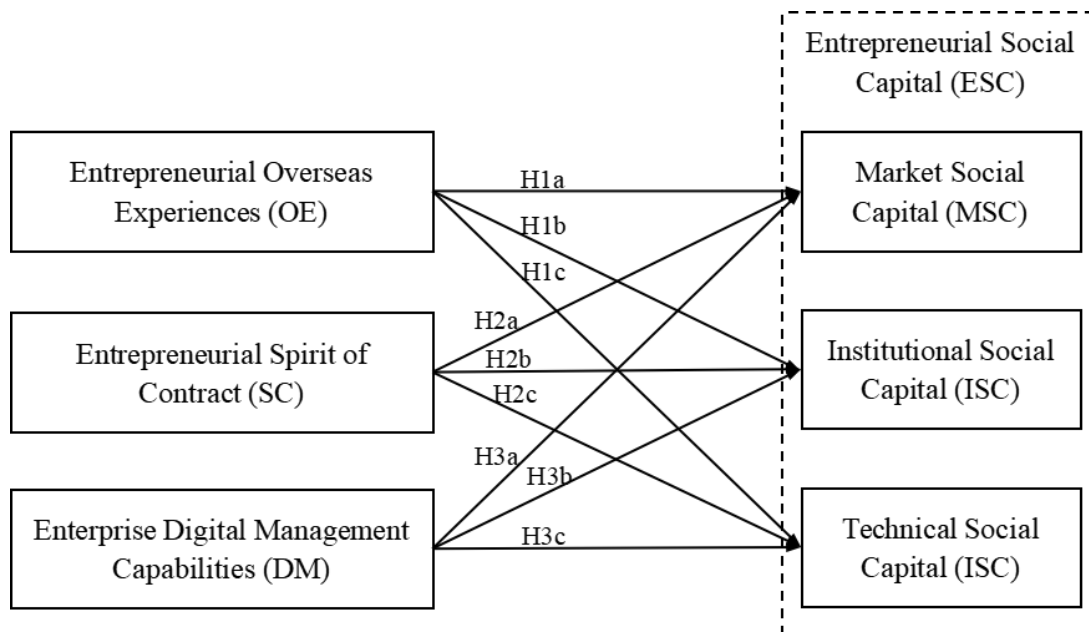 Entrepreneurial Social
Capital (ESC)
Entrepreneurial Overseas
Experiences (OE)
H1a
H1b
H1c
Market Social
Capital (MSC)
Entrepreneurial Spirit of
Contract (SC)
H2a
H2b
H2c
Institutional Social
Capital (ISC)
Enterprise Digital Management
Capabilities (DM)
H3a
H3b
H3c
Technical Social
Capital (ISC)